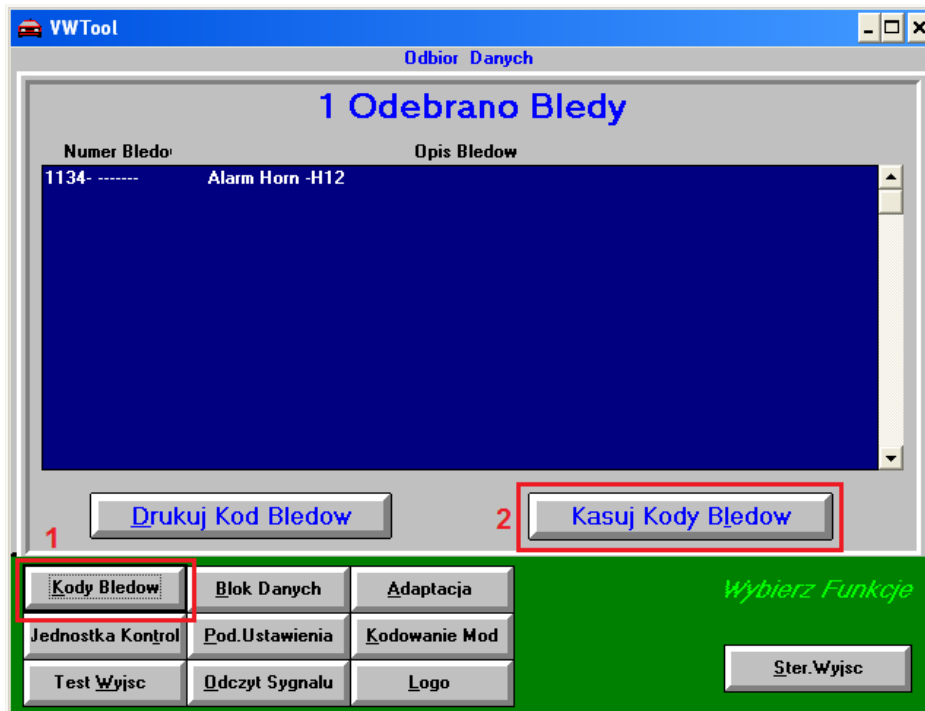 VWTool
Odbior Danych
1 Odebrano Bledy
Numer Bledo
Opis Bledow
1134- ------- Alarm Horn -H12
Drukuj Kod Bledow
2
Kasuj Kody Bledow
1
Kody Bledow
Blok Danych
Adaptacja
Wybierz Funkcje
Jednostka Kontrol
Pod.Ustawienia
Kodowanie Mod
Test Wyjsc
Odczyt Sygnalu
Logo
Ster.Wyjsc